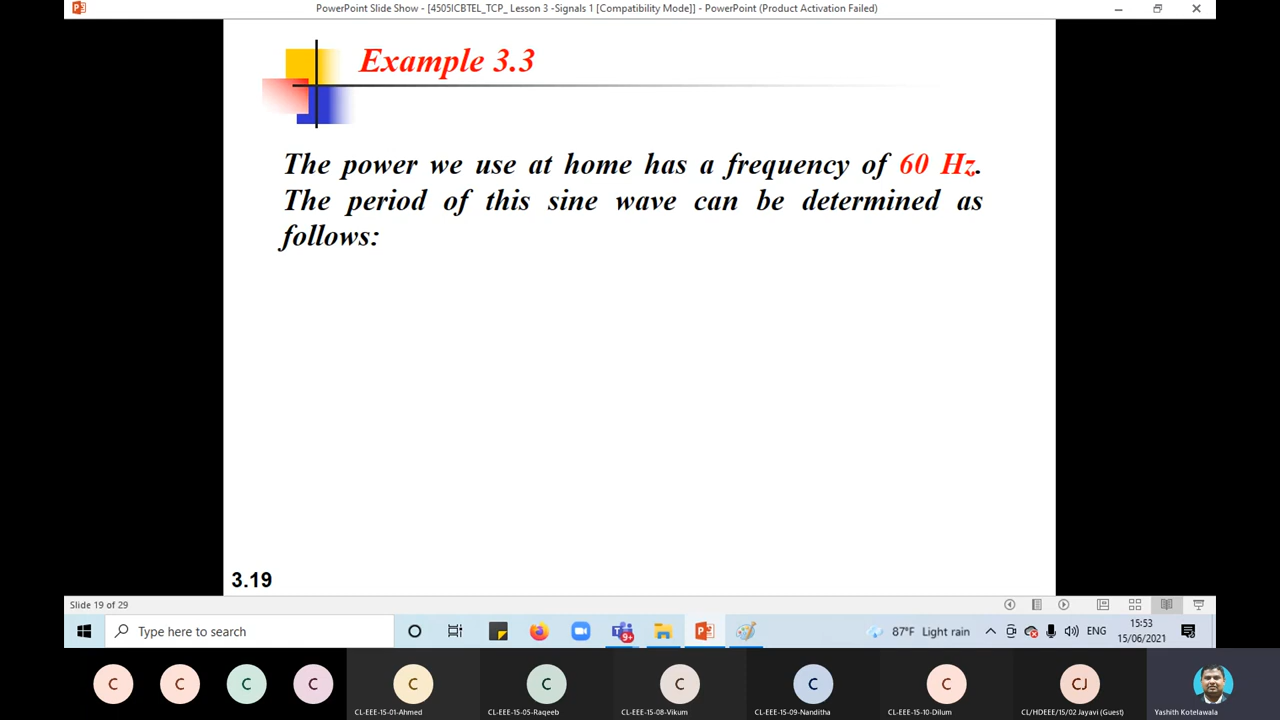 PowerPoint Slide Show - [4505ICBTEL_TCP_ Lesson 3 -Signals 1 [Compatibility Mode]] - PowerPoint (Product Activation Failed)
Example 3.3
The power we use at home has a frequency of 60 Hz.
The period of this sine wave can be determined as
follows:
3.19
Slide 19 of 29
Type here to search
9+
87°F Light rain
ENG
15:53
15/06/2021
C
C
C
C
C
C
C
C
C
CJ
CL-EEE-15-01-Ahmed
CL-EEE-15-05-Raqeeb
CL-EEE-15-08-Vikum
CL-EEE-15-09-Nanditha
CL-EEE-15-10-Dilum
CL/HDEEE/15/02 Jayavi (Guest)
Yashith Kotelawala